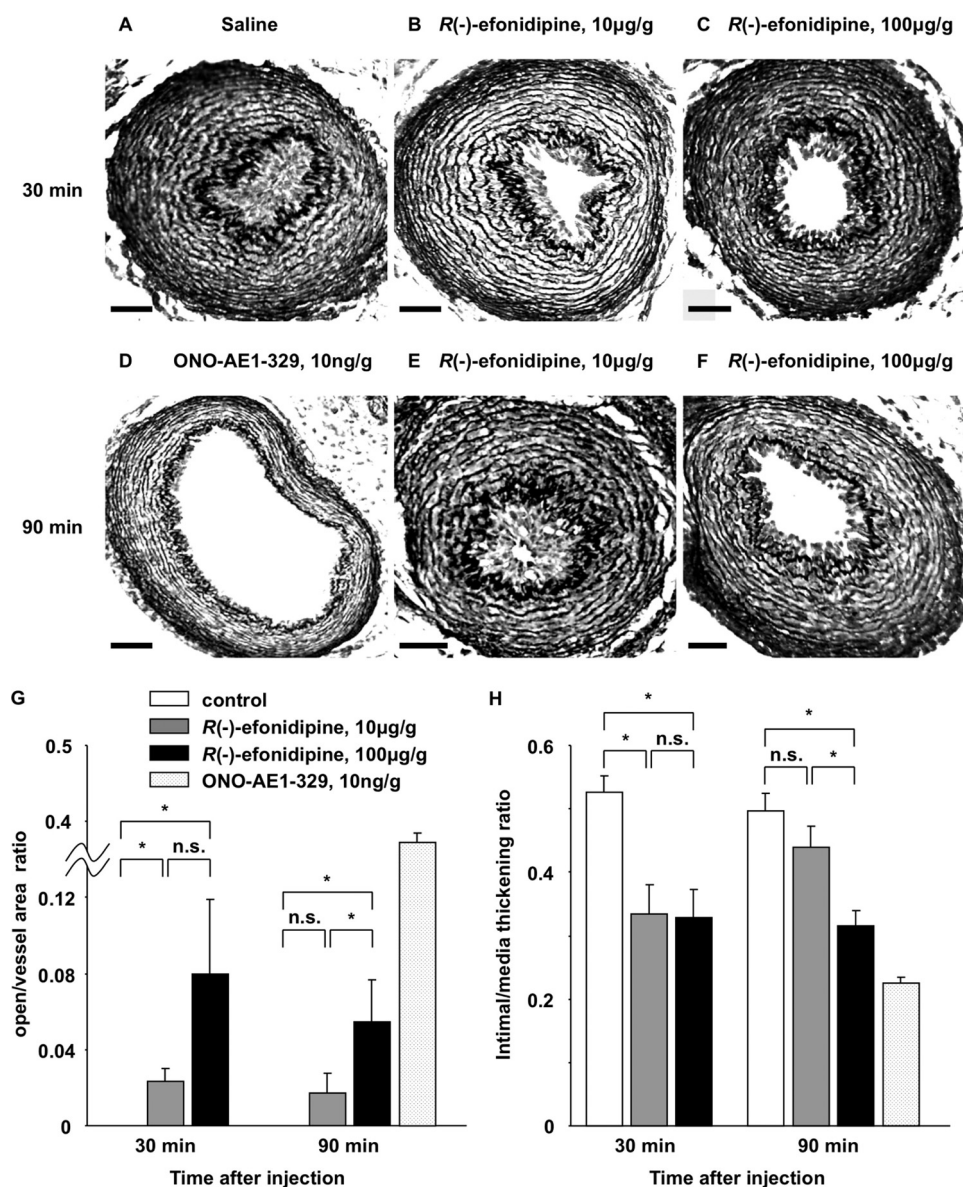 A Saline B R(-)-efonidipine, 10µg/g C R(-)-efonidipine, 100µg/g
30 min
D ONO-AE1-329, 10ng/g E R(-)-efonidipine, 10µg/g F R(-)-efonidipine, 100µg/g
90 min
G
control
R(-)-efonidipine, 10µg/g
R(-)-efonidipine, 100µg/g
ONO-AE1-329, 10ng/g
open/vessel area ratio
0.5
0.4
0.12
0.08
0.04
0
*
* n.s.
*
n.s. *
30 min 90 min
Time after injection
H
Intimal/media thickening ratio
0.6
0.4
0.2
0
*
* n.s.
*
n.s. *
30 min 90 min
Time after injection